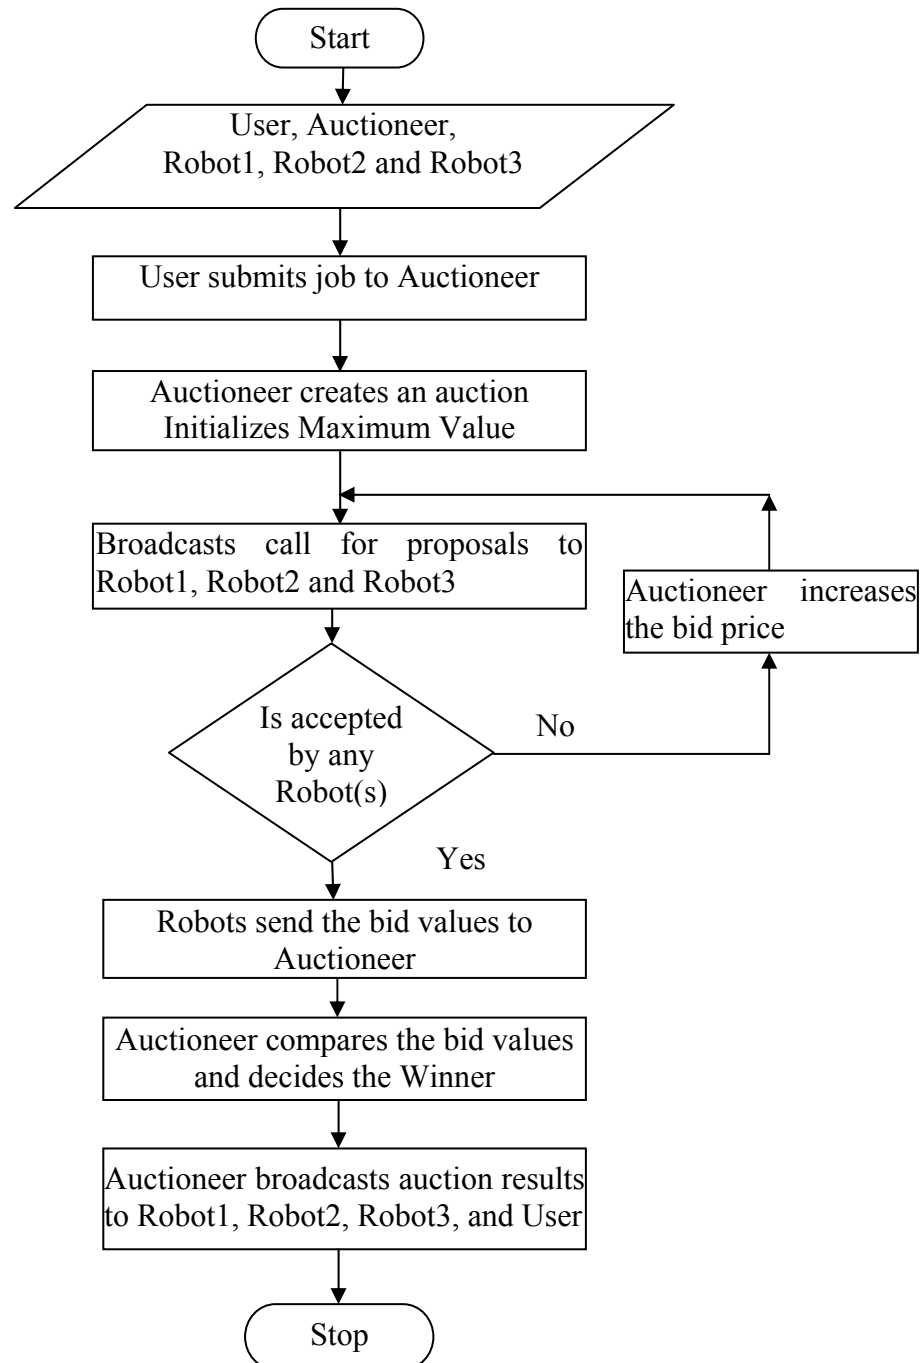 Start
User, Auctioneer,
Robot1, Robot2 and Robot3
User submits job to Auctioneer
Auctioneer creates an auction
Initializes Maximum Value
Broadcasts call for proposals to
Robot1, Robot2 and Robot3
Auctioneer increases
the bid price
Is accepted
by any
Robot(s)
No
Yes
Robots send the bid values to
Auctioneer
Auctioneer compares the bid values
and decides the Winner
Auctioneer broadcasts auction results
to Robot1, Robot2, Robot3, and User
Stop